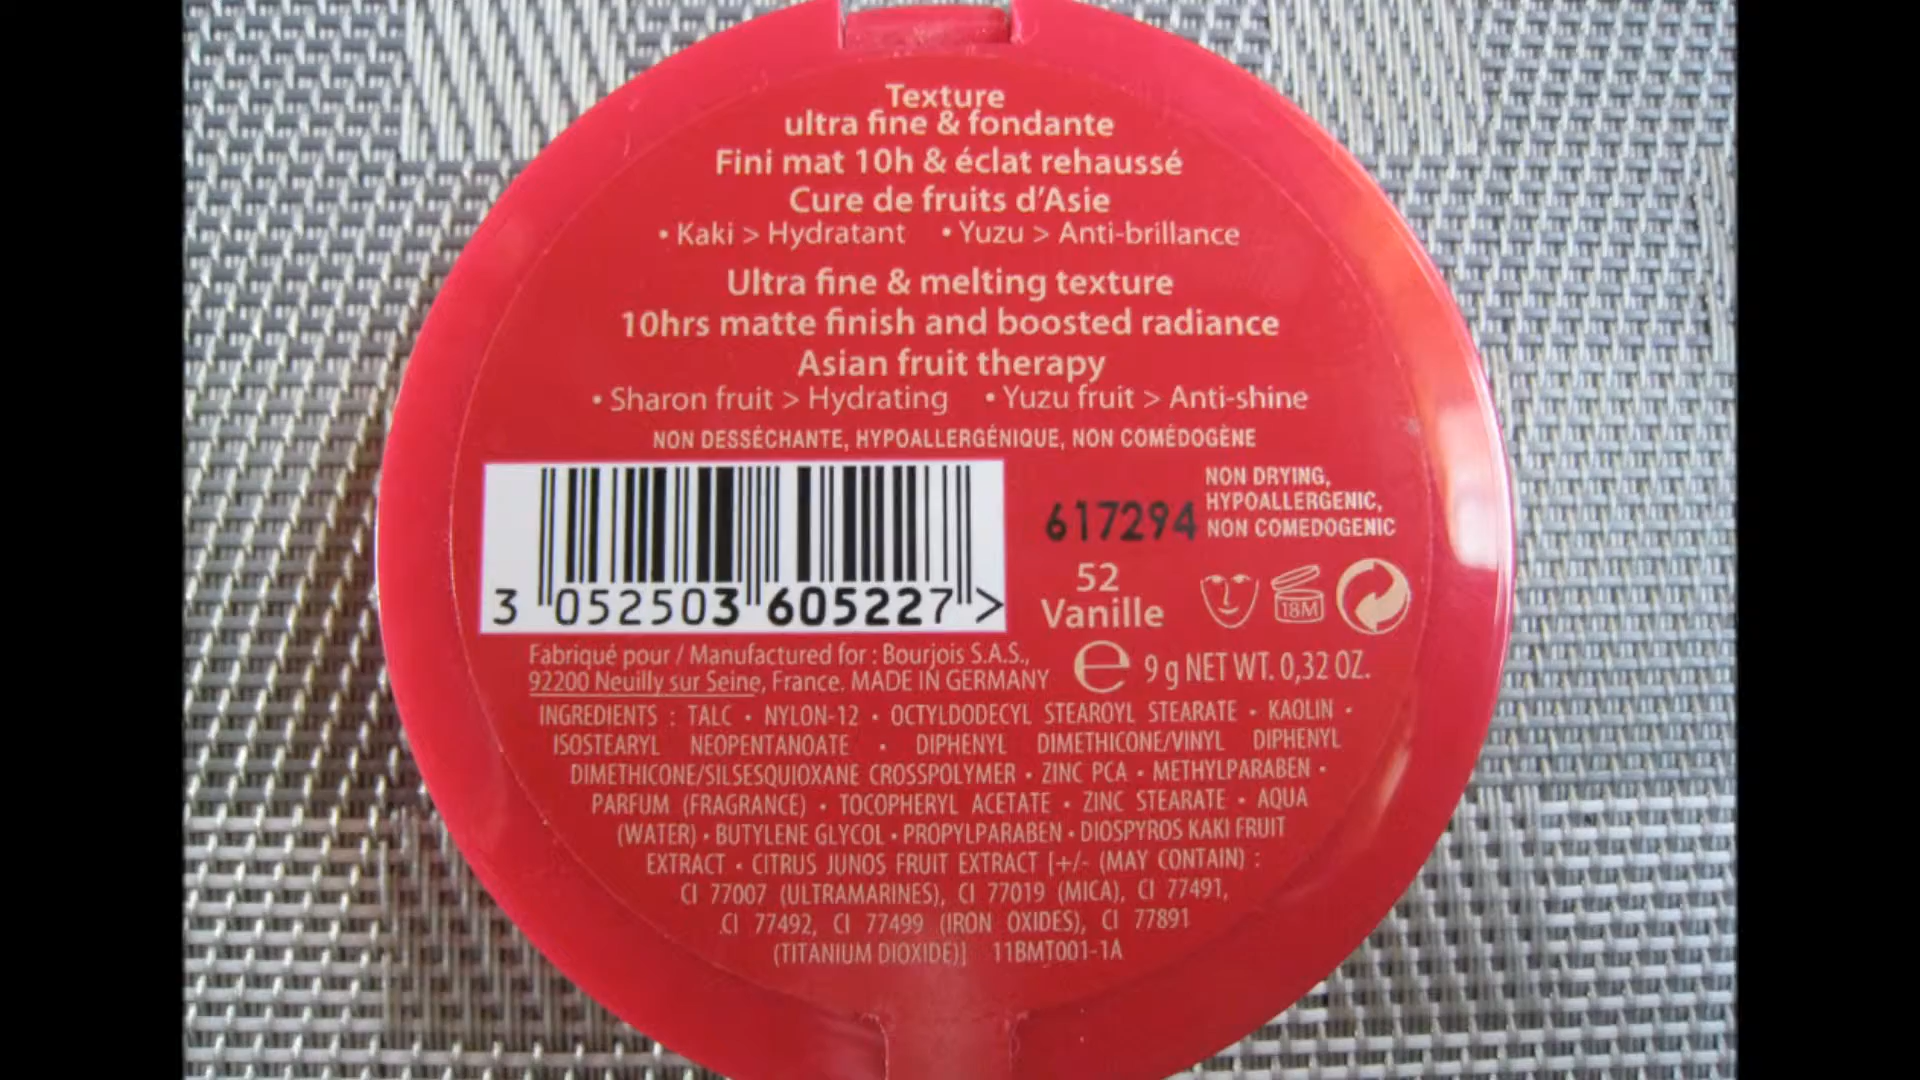 Texture
ultra fine & fondante
Fini mat 10h & éclat rehaussé
Cure de fruits d'Asie
• Kaki > Hydratant • Yuzu > Anti-brillance
Ultra fine & melting texture
10hrs matte finish and boosted radiance
Asian fruit therapy
• Sharon fruit > Hydrating • Yuzu fruit > Anti-shine
NON DESSÉCHANTE, HYPOALLERGÉNIQUE, NON COMÉDOGÈNE
NON DRYING,
HYPOALLERGENIC,
NON COMEDOGENIC
617294
52
Vanille
18M
3 052503 605227 >
Fabriqué pour / Manufactured for : Bourjois S.A.S.,
92200 Neuilly sur Seine, France. MADE IN GERMANY
e 9 g NET WT. 0,32 OZ.
INGREDIENTS : TALC • NYLON-12 • OCTYLDODECYL STEAROYL STEARATE • KAOLIN •
ISOSTEARYL NEOPENTANOATE • DIPHENYL DIMETHICONE/VINYL DIPHENYL
DIMETHICONE/SILSESQUIOXANE CROSSPOLYMER • ZINC PCA • METHYLPARABEN •
PARFUM (FRAGRANCE) • TOCOPHERYL ACETATE • ZINC STEARATE • AQUA
(WATER) • BUTYLENE GLYCOL • PROPYLPARABEN • DIOSPYROS KAKI FRUIT
EXTRACT • CITRUS JUNOS FRUIT EXTRACT [+/- (MAY CONTAIN) :
CI 77007 (ULTRAMARINES), CI 77019 (MICA), CI 77491,
CI 77492, CI 77499 (IRON OXIDES), CI 77891
(TITANIUM DIOXIDE)] 11BMT001-1A